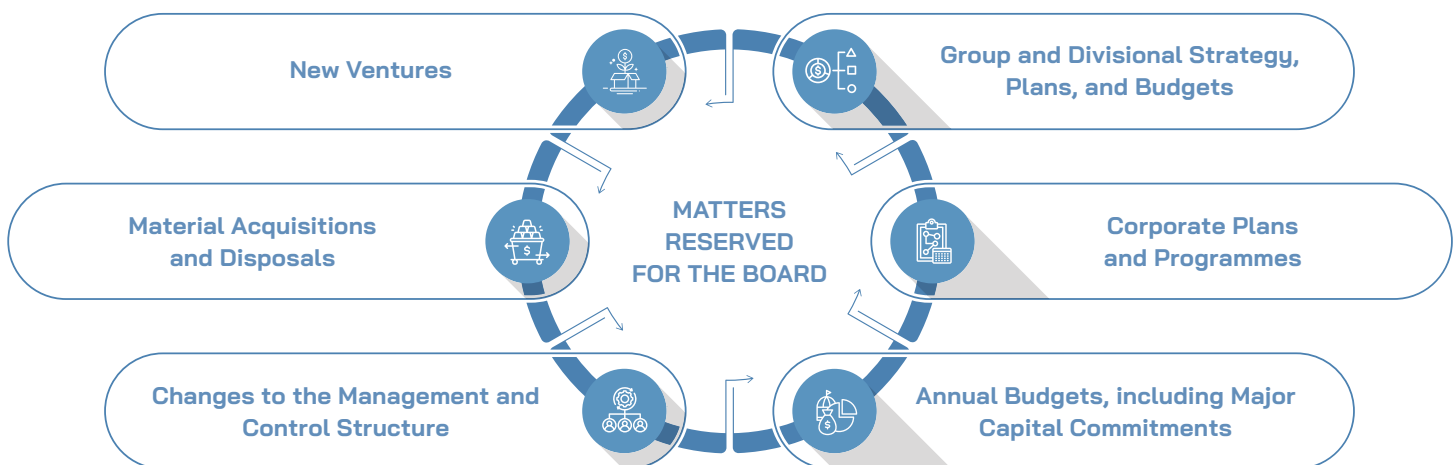 New Ventures
Group and Divisional Strategy,
Plans, and Budgets
Material Acquisitions
and Disposals
MATTERS
RESERVED
FOR THE BOARD
Corporate Plans
and Programmes
Changes to the Management and
Control Structure
Annual Budgets, including Major
Capital Commitments